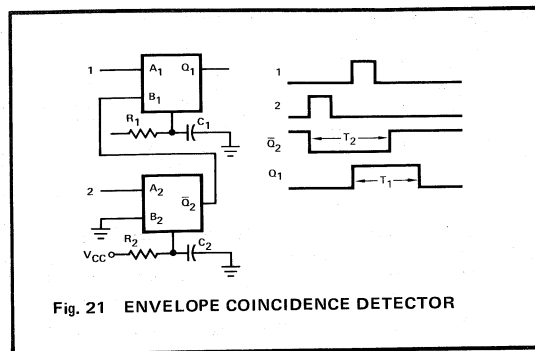 1
A₁ Q₁
B₁
R₁
C₁
2
A₂
B₂ Q̅₂
R₂
C₂
VCC
1
2
Q̅₂ T₂
Q₁ T₁
Fig. 21 ENVELOPE COINCIDENCE DETECTOR